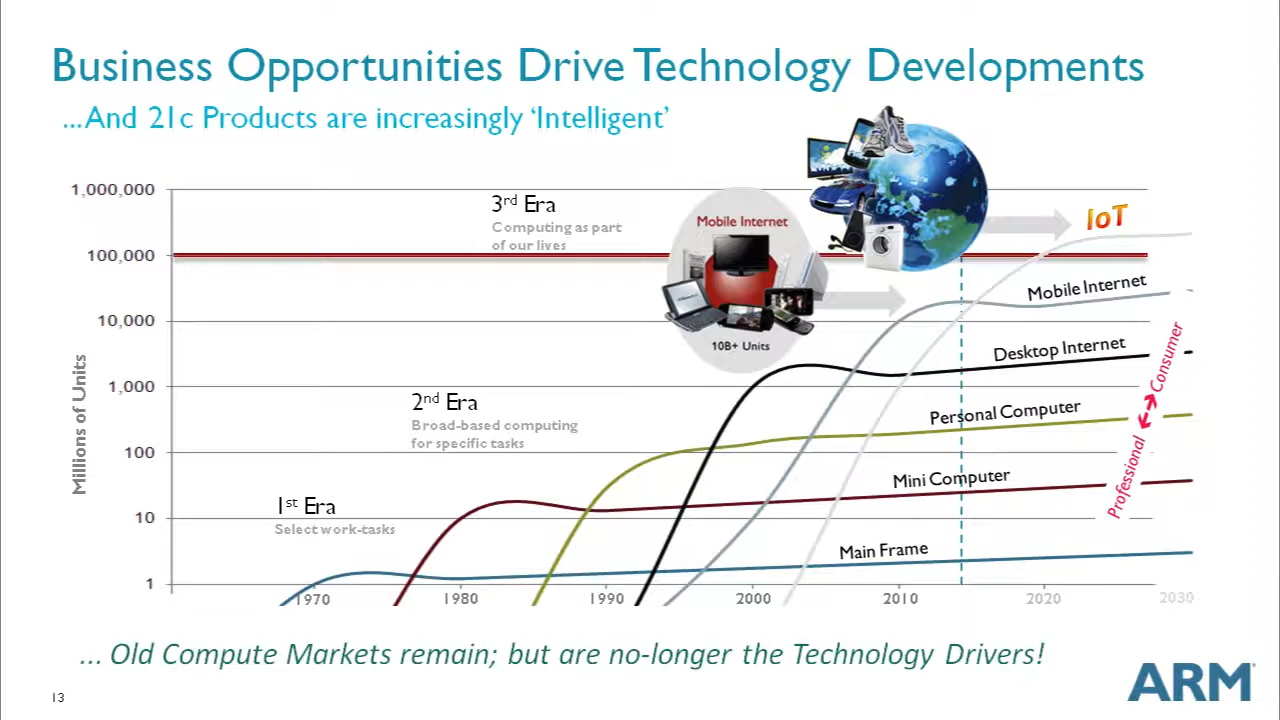 Business Opportunities Drive Technology Developments
...And 21c Products are increasingly ‘Intelligent’
1,000,000
100,000
10,000
1,000
100
10
1
Millions of Units
3rd Era
Computing as part
of our lives
2nd Era
Broad-based computing
for specific tasks
1st Era
Select work-tasks
Mobile Internet
10B+ Units
IoT
Mobile Internet
Desktop Internet
Personal Computer
Mini Computer
Main Frame
Professional
Consumer
1970
1980
1990
2000
2010
2020
2030
... Old Compute Markets remain; but are no-longer the Technology Drivers!
13
ARM